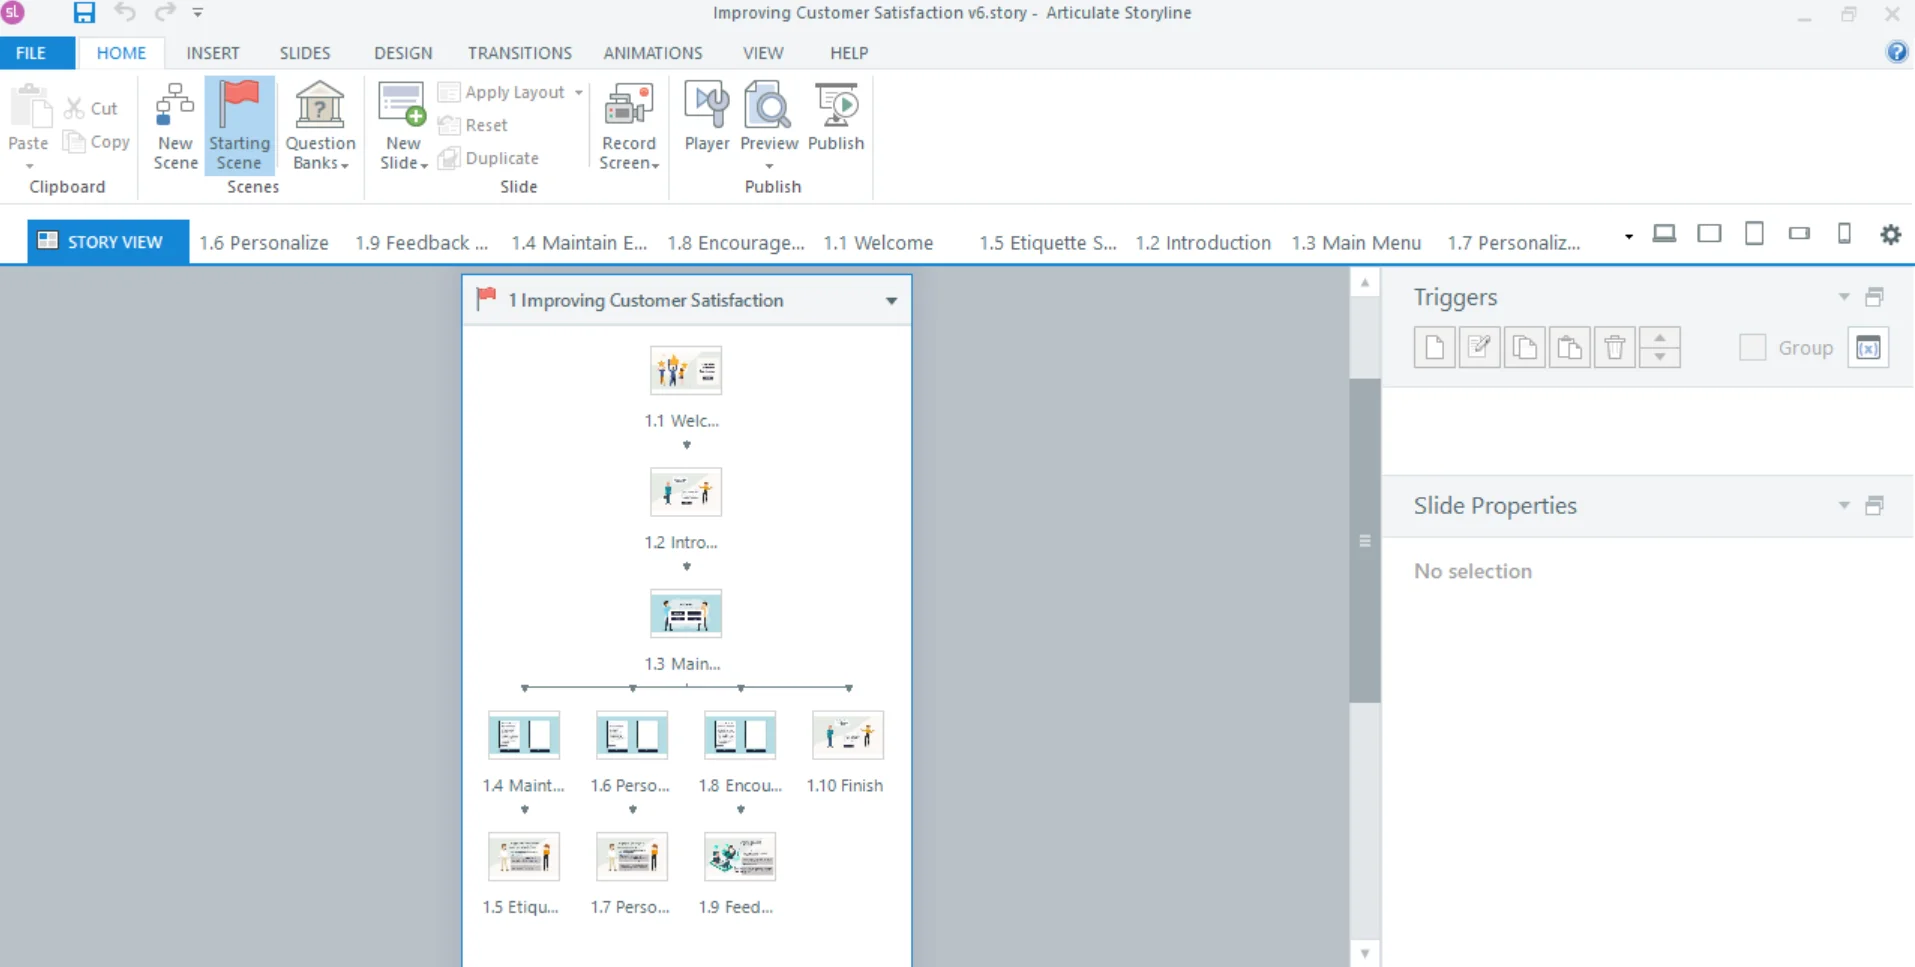 sL
Improving Customer Satisfaction v6.story - Articulate Storyline
FILE HOME INSERT SLIDES DESIGN TRANSITIONS ANIMATIONS VIEW HELP ?
Paste
Cut
Copy
Clipboard
New Scene
Starting Scene
Question Banks
Scenes
New Slide
Apply Layout
Reset
Duplicate
Slide
Record Screen
Player
Preview
Publish
Publish
STORY VIEW 1.6 Personalize 1.9 Feedback ... 1.4 Maintain E... 1.8 Encourage... 1.1 Welcome 1.5 Etiquette S... 1.2 Introduction 1.3 Main Menu 1.7 Personaliz...
1 Improving Customer Satisfaction
1.1 Welc...
1.2 Intro...
1.3 Main...
1.4 Maint... 1.6 Perso... 1.8 Encou... 1.10 Finish
1.5 Etiqu... 1.7 Perso... 1.9 Feed...
Triggers
Group (x)
Slide Properties
No selection